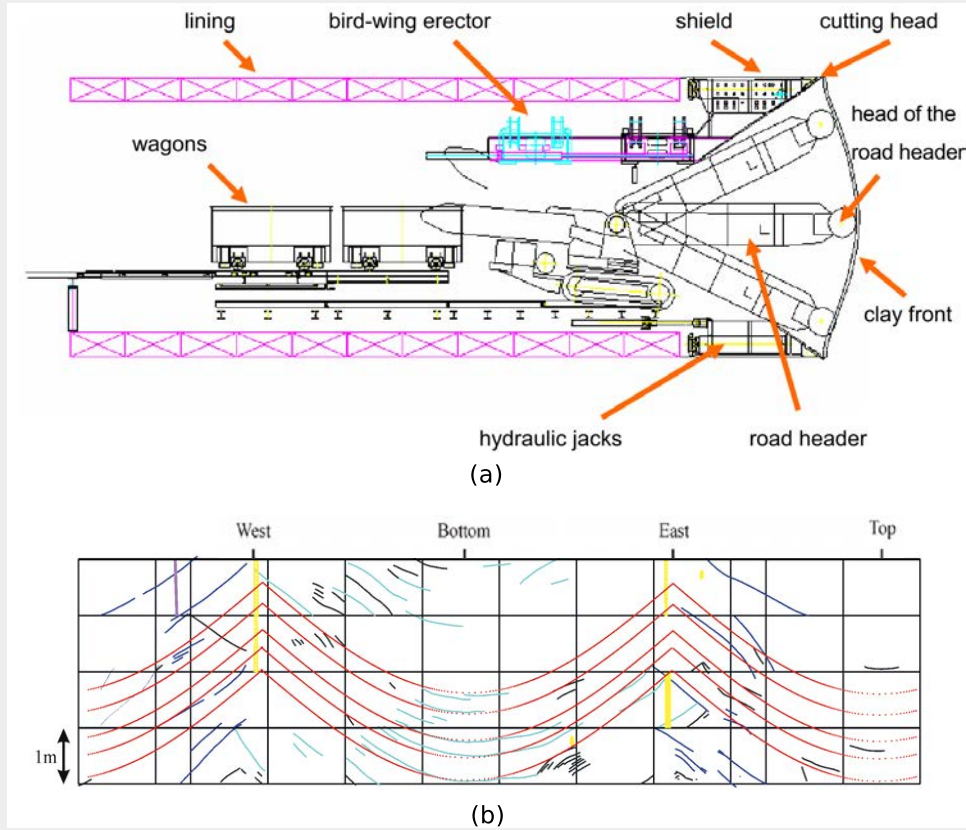 lining
bird-wing erector
shield
cutting head
wagons
head of the
road header
clay front
hydraulic jacks
road header
(a)
West
Bottom
East
Top
1m
(b)